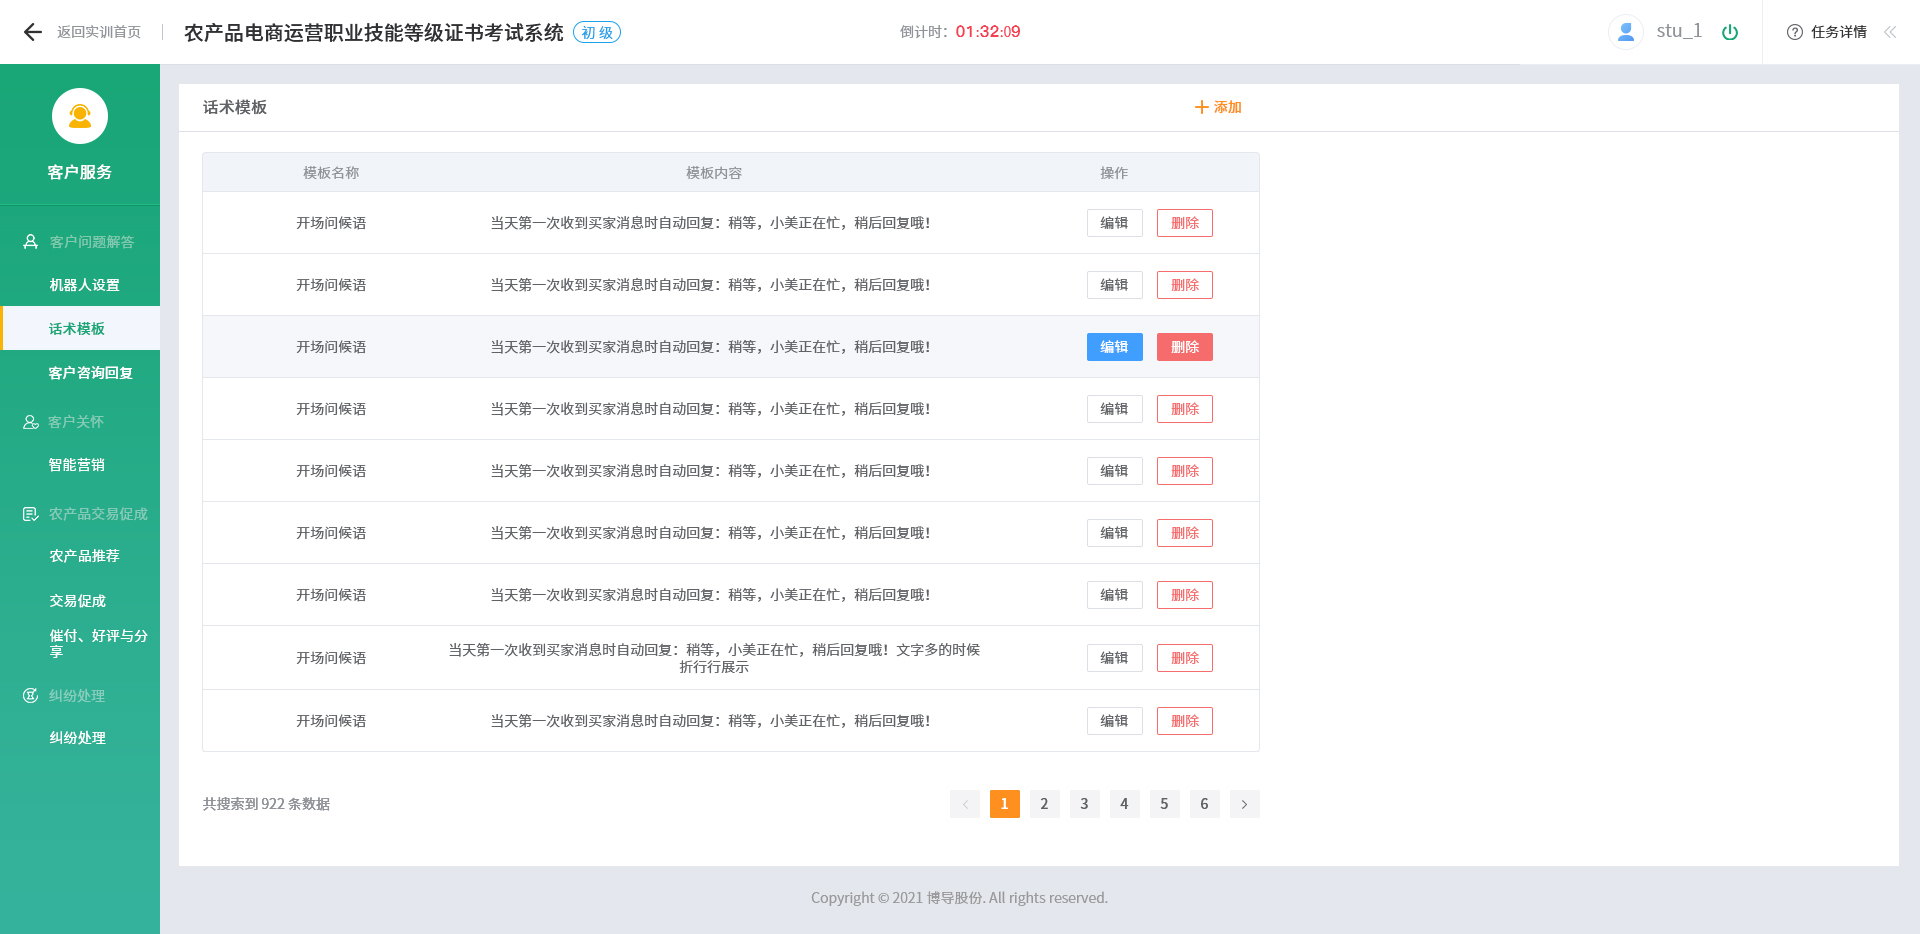 返回实训首页
农产品电商运营职业技能等级证书考试系统
初 级
倒计时：01:32:09
stu_1
任务详情
客户服务
客户问题解答
机器人设置
话术模板
客户咨询回复
客户关怀
智能营销
农产品交易促成
农产品推荐
交易促成
催付、好评与分
享
纠纷处理
纠纷处理
话术模板
添加
模板名称 模板内容 操作
开场问候语 当天第一次收到买家消息时自动回复：稍等，小美正在忙，稍后回复哦！ 编辑 删除
开场问候语 当天第一次收到买家消息时自动回复：稍等，小美正在忙，稍后回复哦！ 编辑 删除
开场问候语 当天第一次收到买家消息时自动回复：稍等，小美正在忙，稍后回复哦！ 编辑 删除
开场问候语 当天第一次收到买家消息时自动回复：稍等，小美正在忙，稍后回复哦！ 编辑 删除
开场问候语 当天第一次收到买家消息时自动回复：稍等，小美正在忙，稍后回复哦！ 编辑 删除
开场问候语 当天第一次收到买家消息时自动回复：稍等，小美正在忙，稍后回复哦！ 编辑 删除
开场问候语 当天第一次收到买家消息时自动回复：稍等，小美正在忙，稍后回复哦！ 编辑 删除
开场问候语 当天第一次收到买家消息时自动回复：稍等，小美正在忙，稍后回复哦！文字多的时候
折行行展示 编辑 删除
开场问候语 当天第一次收到买家消息时自动回复：稍等，小美正在忙，稍后回复哦！ 编辑 删除
共搜索到 922 条数据
1 2 3 4 5 6
Copyright © 2021 博导股份. All rights reserved.